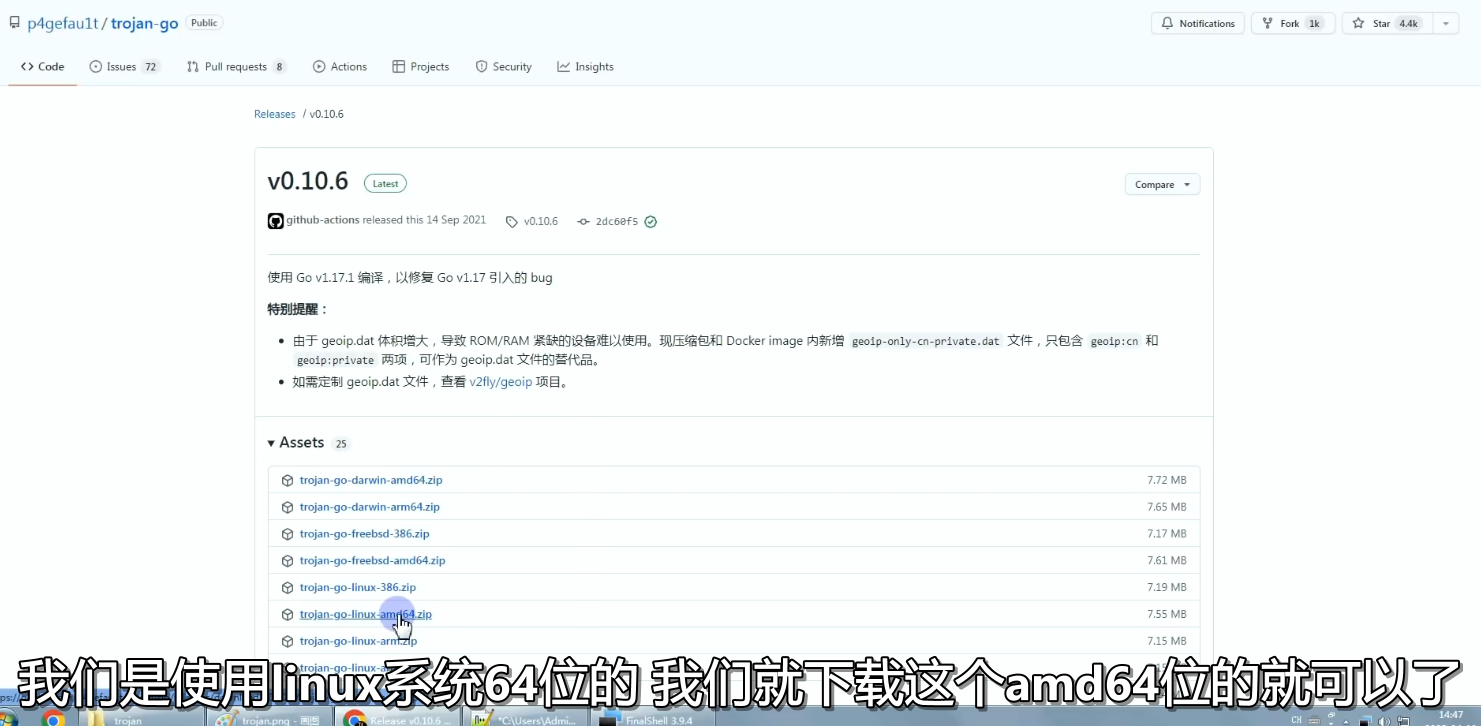 p4gefau1t / trojan-go Public
Notifications Fork 1k Star 4.4k
Code Issues 72 Pull requests 8 Actions Projects Security Insights
Releases / v0.10.6
v0.10.6 Latest
Compare
github-actions released this 14 Sep 2021 v0.10.6 2dc60f5
使用 Go v1.17.1 编译，以修复 Go v1.17 引入的 bug
特别提醒：
由于 geoip.dat 体积增大，导致 ROM/RAM 紧缺的设备难以使用。现压缩包和 Docker image 内新增 geoip-only-cn-private.dat 文件，只包含 geoip:cn 和
geoip:private 两项，可作为 geoip.dat 文件的替代品。
如需定制 geoip.dat 文件，查看 v2fly/geoip 项目。
Assets 25
trojan-go-darwin-amd64.zip 7.72 MB
trojan-go-darwin-arm64.zip 7.65 MB
trojan-go-freebsd-386.zip 7.17 MB
trojan-go-freebsd-amd64.zip 7.61 MB
trojan-go-linux-386.zip 7.19 MB
trojan-go-linux-amd64.zip 7.55 MB
trojan-go-linux-arm.zip 7.15 MB
我们是使用linux系统64位的 我们就下载这个amd64位的就可以了
trojan trojan.png - 画图 Release v0.10.6 ... *C:\Users\Admi... FinalShell 3.9.4 CH 14:47